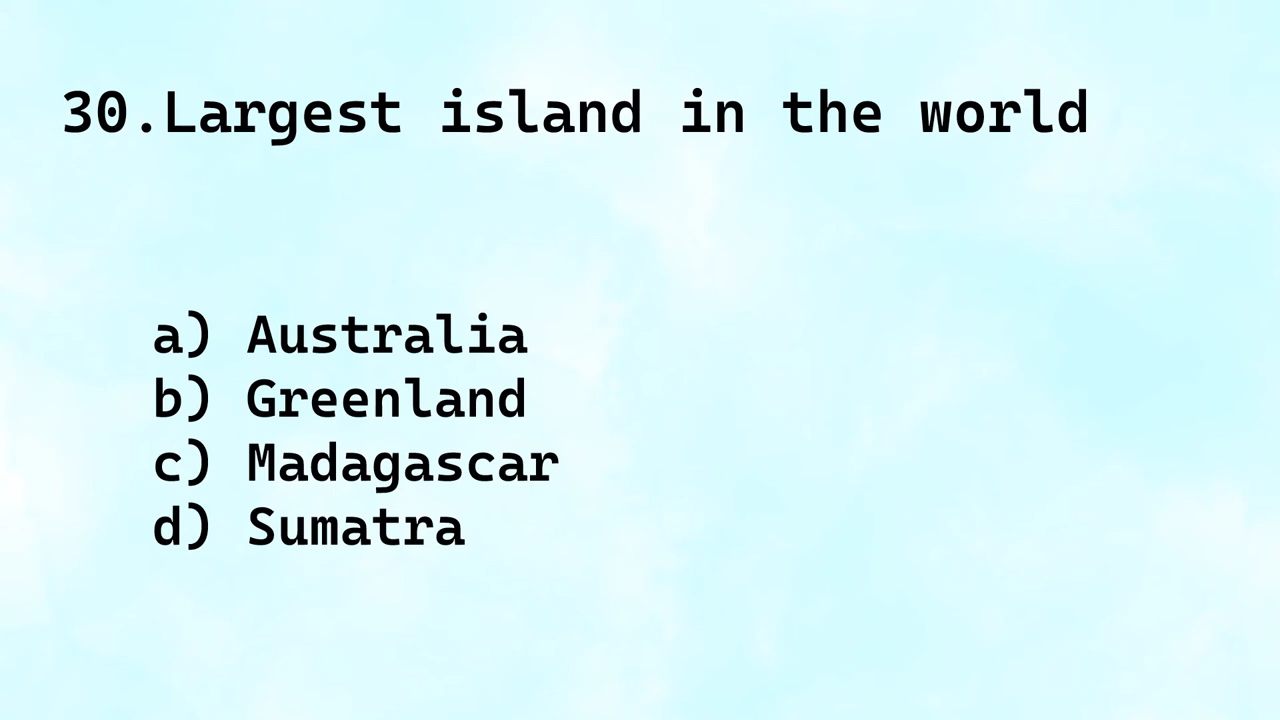 30.Largest island in the world
a) Australia
b) Greenland
c) Madagascar
d) Sumatra